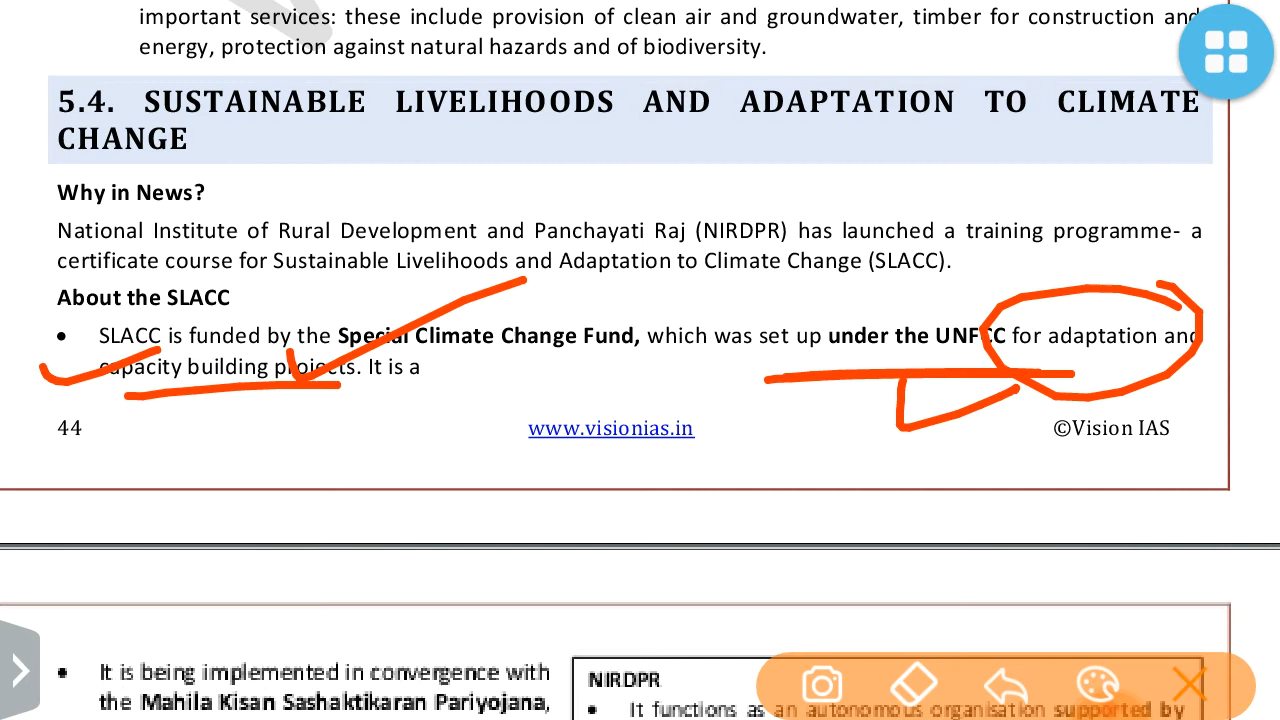 important services: these include provision of clean air and groundwater, timber for construction and
energy, protection against natural hazards and of biodiversity.
5.4. SUSTAINABLE LIVELIHOODS AND ADAPTATION TO CLIMATE
CHANGE
Why in News?
National Institute of Rural Development and Panchayati Raj (NIRDPR) has launched a training programme- a
certificate course for Sustainable Livelihoods and Adaptation to Climate Change (SLACC).
About the SLACC
• SLACC is funded by the Special Climate Change Fund, which was set up under the UNFCC for adaptation and
capacity building projects. It is a
44 www.visionias.in ©Vision IAS
• It is being implemented in convergence with
the Mahila Kisan Sashaktikaran Pariyojana,
NIRDPR
• It functions as an autonomous organisation supported by